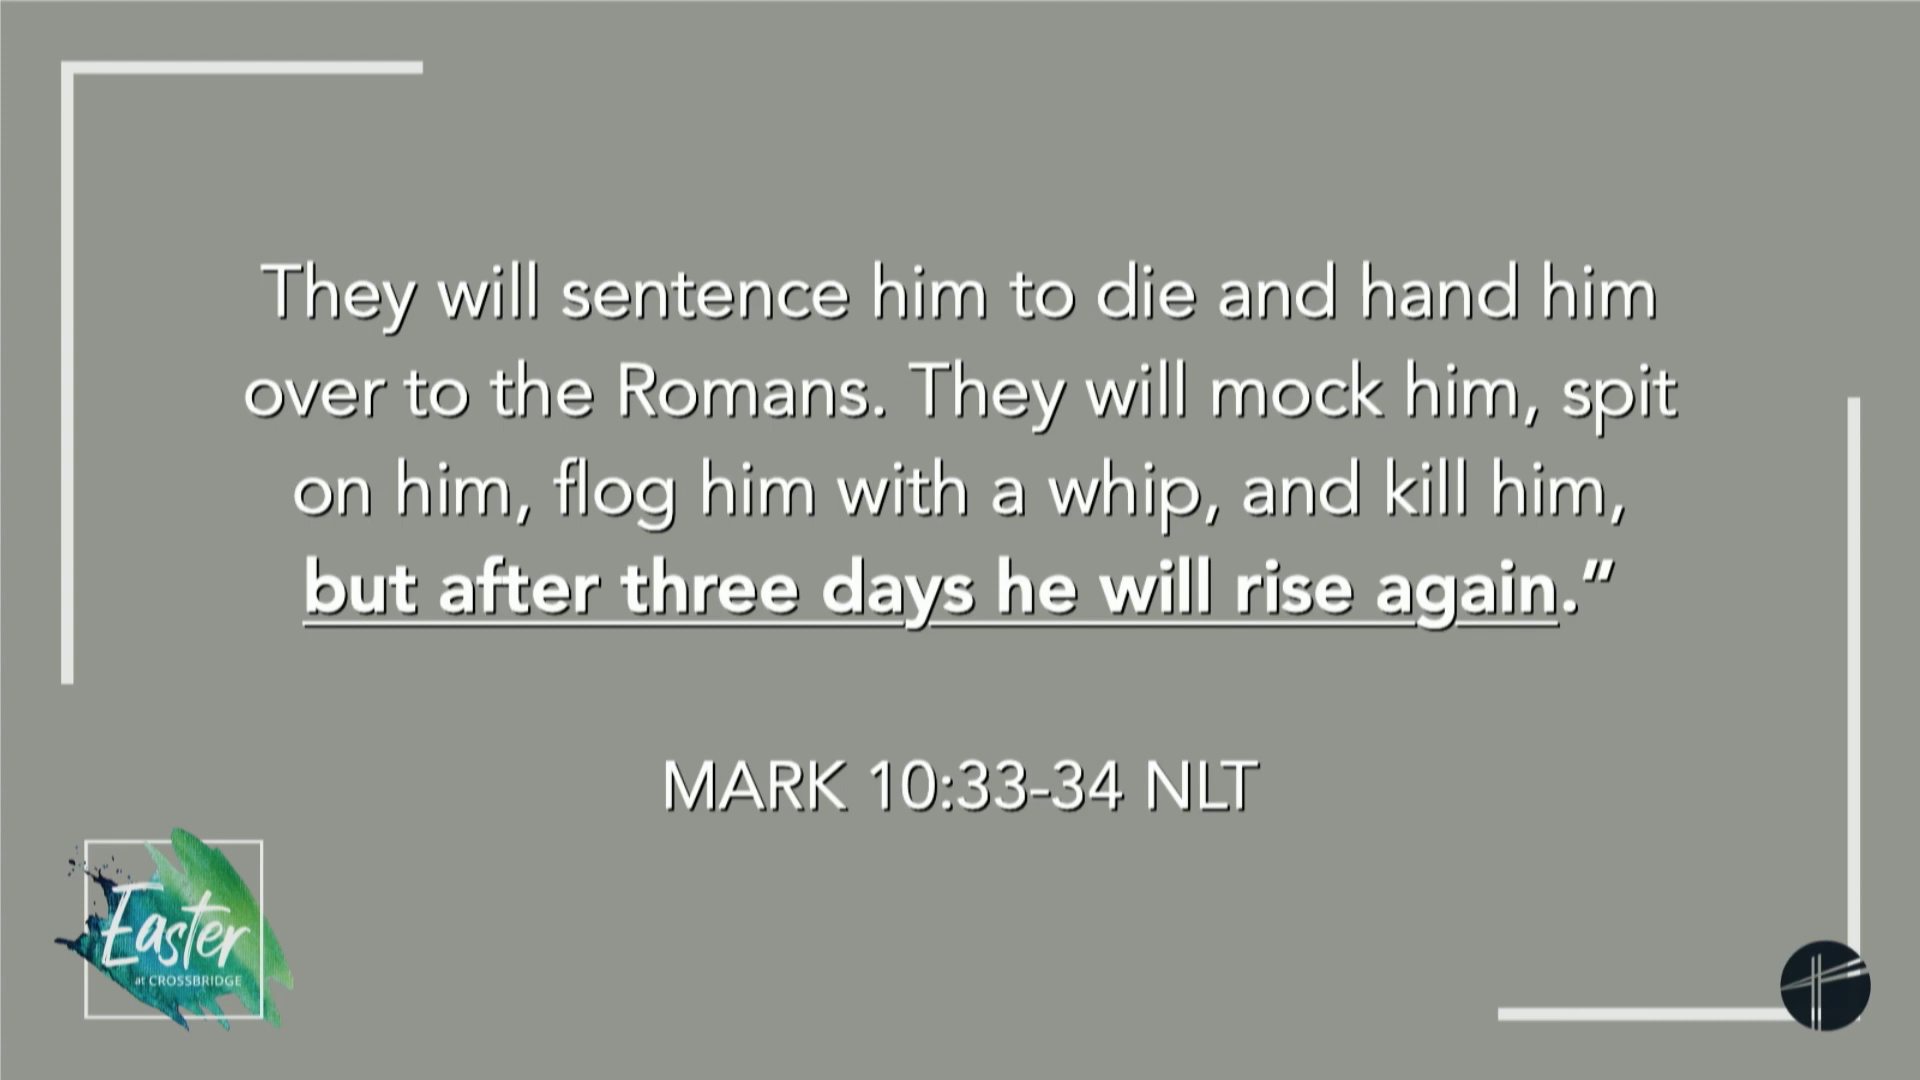 They will sentence him to die and hand him
over to the Romans. They will mock him, spit
on him, flog him with a whip, and kill him,
but after three days he will rise again.”
MARK 10:33-34 NLT
Easter
at CROSSBRIDGE